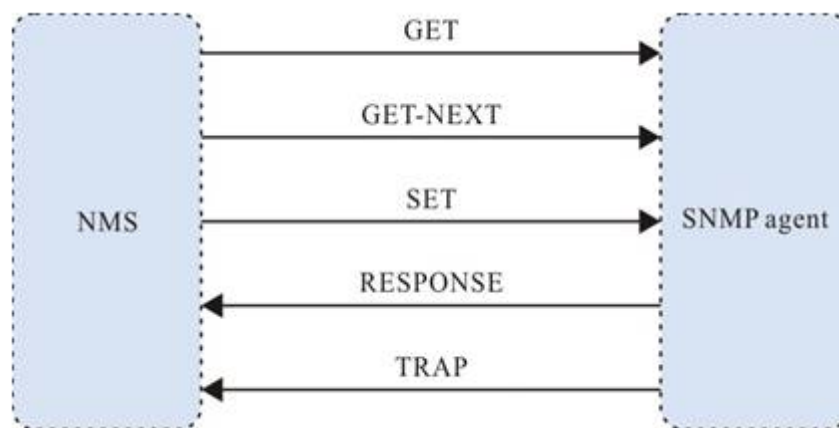 GET
GET-NEXT
SET
NMS
SNMP agent
RESPONSE
TRAP